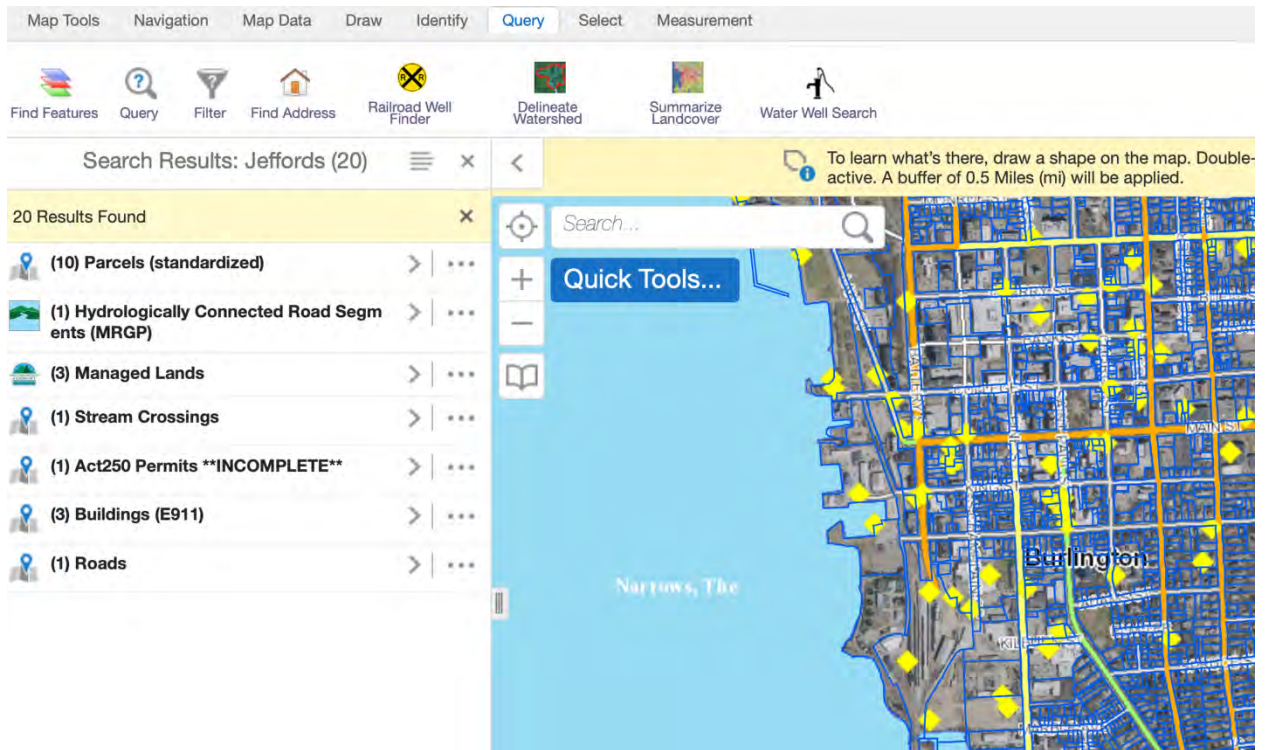 Map Tools Navigation Map Data Draw Identify Query Select Measurement
Find Features Query Filter Find Address Railroad Well
Finder
Delineate
Watershed
Summarize
Landcover
Water Well Search
Search Results: Jeffords (20)
To learn what's there, draw a shape on the map. Double-
active. A buffer of 0.5 Miles (mi) will be applied.
20 Results Found
Search...
Quick Tools...
(10) Parcels (standardized)
(1) Hydrologically Connected Road Segm
ents (MRGP)
(3) Managed Lands
(1) Stream Crossings
(1) Act250 Permits **INCOMPLETE**
(3) Buildings (E911)
(1) Roads
MAIN ST
Burlington
Narrows, The